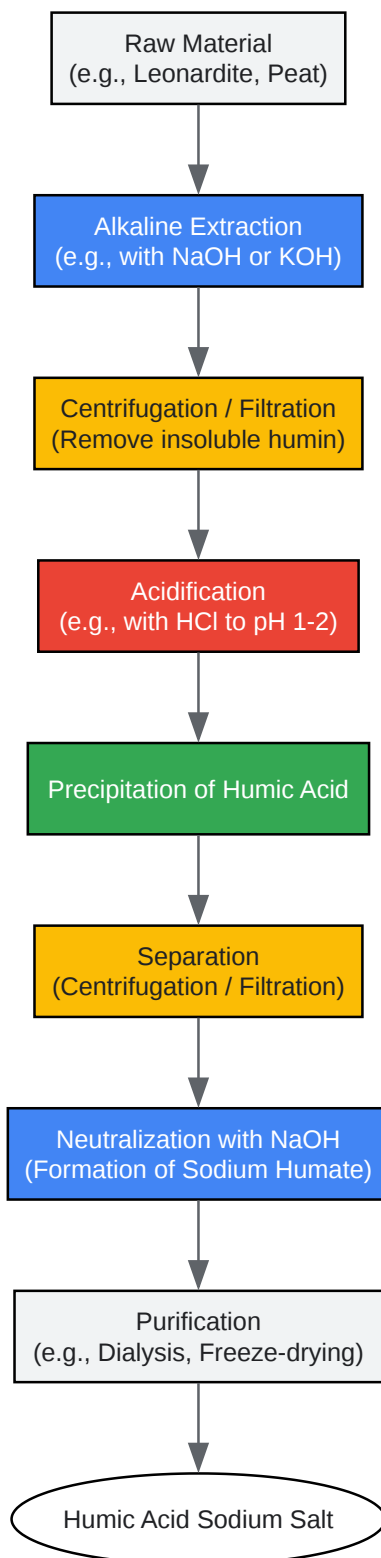 Raw Material
(e.g., Leonardite, Peat)
Alkaline Extraction
(e.g., with NaOH or KOH)
Centrifugation / Filtration
(Remove insoluble humin)
Acidification
(e.g., with HCl to pH 1-2)
Precipitation of Humic Acid
Separation
(Centrifugation / Filtration)
Neutralization with NaOH
(Formation of Sodium Humate)
Purification
(e.g., Dialysis, Freeze-drying)
Humic Acid Sodium Salt